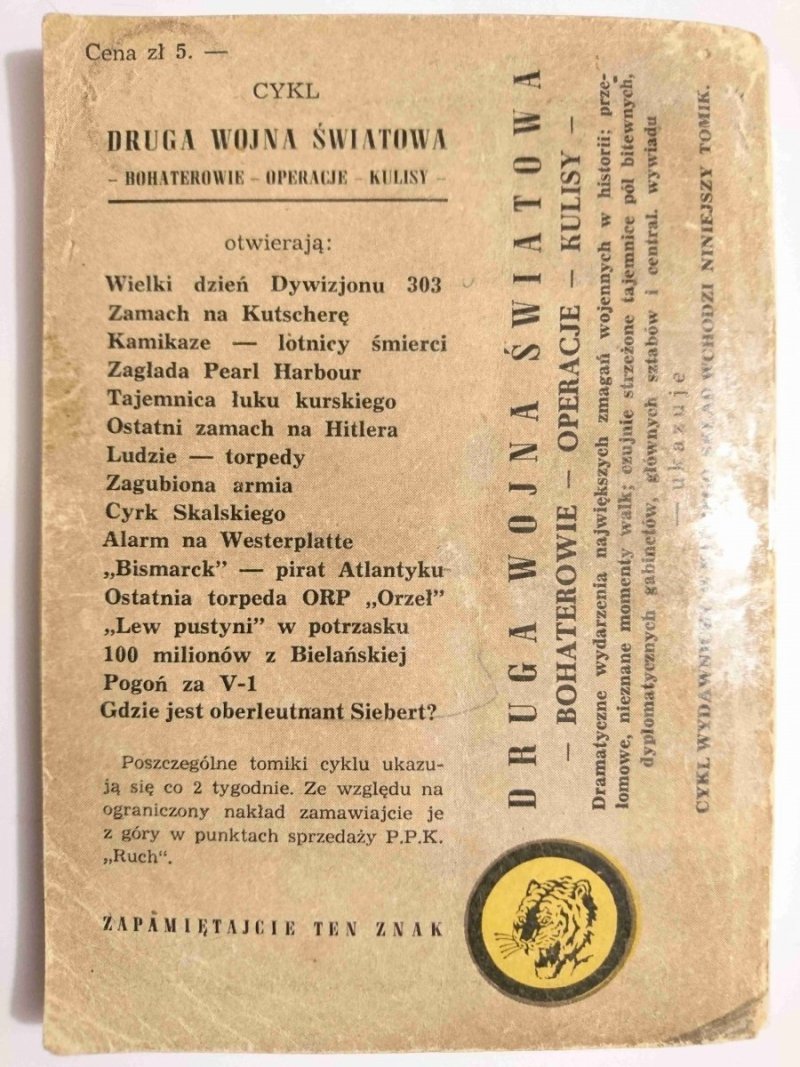 Cena zł 5. —
CYKL
DRUGA WOJNA ŚWIATOWA
– BOHATEROWIE – OPERACJE – KULISY –
otwierają:
Wielki dzień Dywizjonu 303
Zamach na Kutscherę
Kamikaze — lotnicy śmierci
Zagłada Pearl Harbour
Tajemnica łuku kurskiego
Ostatni zamach na Hitlera
Ludzie — torpedy
Zagubiona armia
Cyrk Skalskiego
Alarm na Westerplatte
„Bismarck” — pirat Atlantyku
Ostatnia torpeda ORP „Orzeł”
„Lew pustyni” w potrzasku
100 milionów z Bielańskiej
Pogoń za V-1
Gdzie jest oberleutnant Siebert?
Poszczególne tomiki cyklu ukazu-
ją się co 2 tygodnie. Ze względu na
ograniczony nakład zamawiajcie je
z góry w punktach sprzedaży P.P.K.
„Ruch”.
ZAPAMIĘTAJCIE TEN ZNAK
DRUGA WOJNA ŚWIATOWA
— BOHATEROWIE — OPERACJE — KULISY —
Dramatyczne wydarzenia największych zmagań wojennych w historii; prze-
łomowe, nieznane momenty walk; czujnie strzeżone tajemnice pól bitewnych,
dyplomatycznych gabinetów, głównych sztabów i central. wywiadu
— ukazuje
CYKL WYDAWNICZY, W KTÓREGO SKŁAD WCHODZI NINIEJSZY TOMIK.